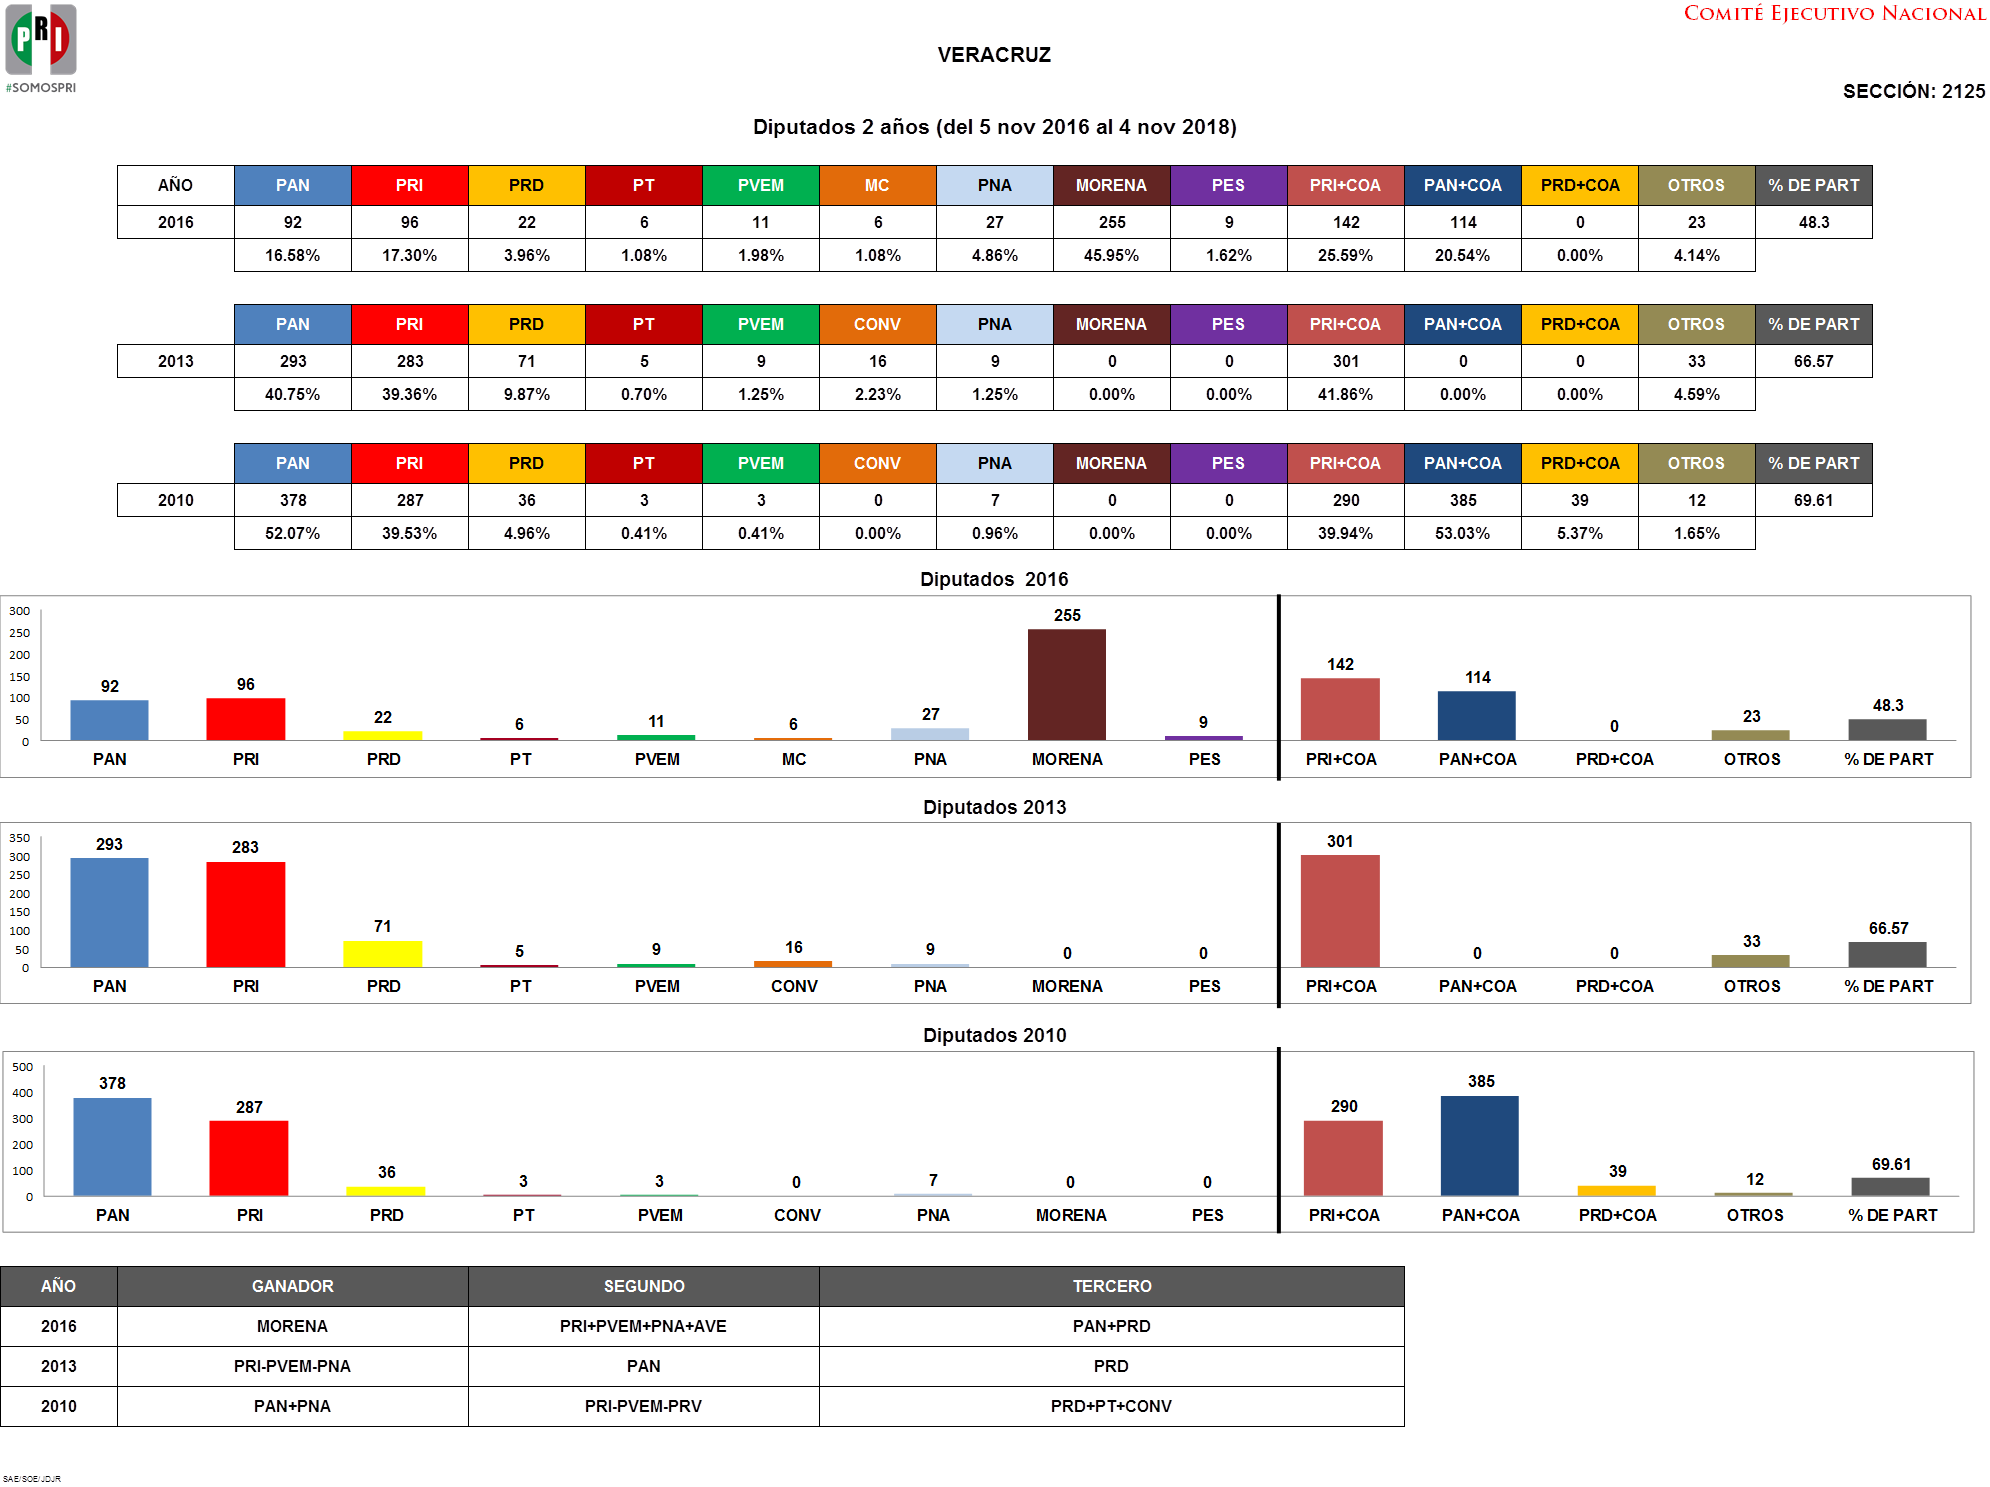 PRI
#SOMOSPRI
COMITÉ EJECUTIVO NACIONAL
VERACRUZ
SECCIÓN: 2125
Diputados 2 años (del 5 nov 2016 al 4 nov 2018)
AÑO PAN PRI PRD PT PVEM MC PNA MORENA PES PRI+COA PAN+COA PRD+COA OTROS % DE PART
2016 92 96 22 6 11 6 27 255 9 142 114 0 23 48.3
16.58% 17.30% 3.96% 1.08% 1.98% 1.08% 4.86% 45.95% 1.62% 25.59% 20.54% 0.00% 4.14%
PAN PRI PRD PT PVEM CONV PNA MORENA PES PRI+COA PAN+COA PRD+COA OTROS % DE PART
2013 293 283 71 5 9 16 9 0 0 301 0 0 33 66.57
40.75% 39.36% 9.87% 0.70% 1.25% 2.23% 1.25% 0.00% 0.00% 41.86% 0.00% 0.00% 4.59%
PAN PRI PRD PT PVEM CONV PNA MORENA PES PRI+COA PAN+COA PRD+COA OTROS % DE PART
2010 378 287 36 3 3 0 7 0 0 290 385 39 12 69.61
52.07% 39.53% 4.96% 0.41% 0.41% 0.00% 0.96% 0.00% 0.00% 39.94% 53.03% 5.37% 1.65%
Diputados 2016
300
250
200
150
100
50
0
92 96 22 6 11 6 27 255 9 142 114 0 23 48.3
PAN PRI PRD PT PVEM MC PNA MORENA PES PRI+COA PAN+COA PRD+COA OTROS % DE PART
Diputados 2013
350
300
250
200
150
100
50
0
293 283 71 5 9 16 9 0 0 301 0 0 33 66.57
PAN PRI PRD PT PVEM CONV PNA MORENA PES PRI+COA PAN+COA PRD+COA OTROS % DE PART
Diputados 2010
500
400
300
200
100
0
378 287 36 3 3 0 7 0 0 290 385 39 12 69.61
PAN PRI PRD PT PVEM CONV PNA MORENA PES PRI+COA PAN+COA PRD+COA OTROS % DE PART
AÑO GANADOR SEGUNDO TERCERO
2016 MORENA PRI+PVEM+PNA+AVE PAN+PRD
2013 PRI-PVEM-PNA PAN PRD
2010 PAN+PNA PRI-PVEM-PRV PRD+PT+CONV
SAE/SOE/JDJR